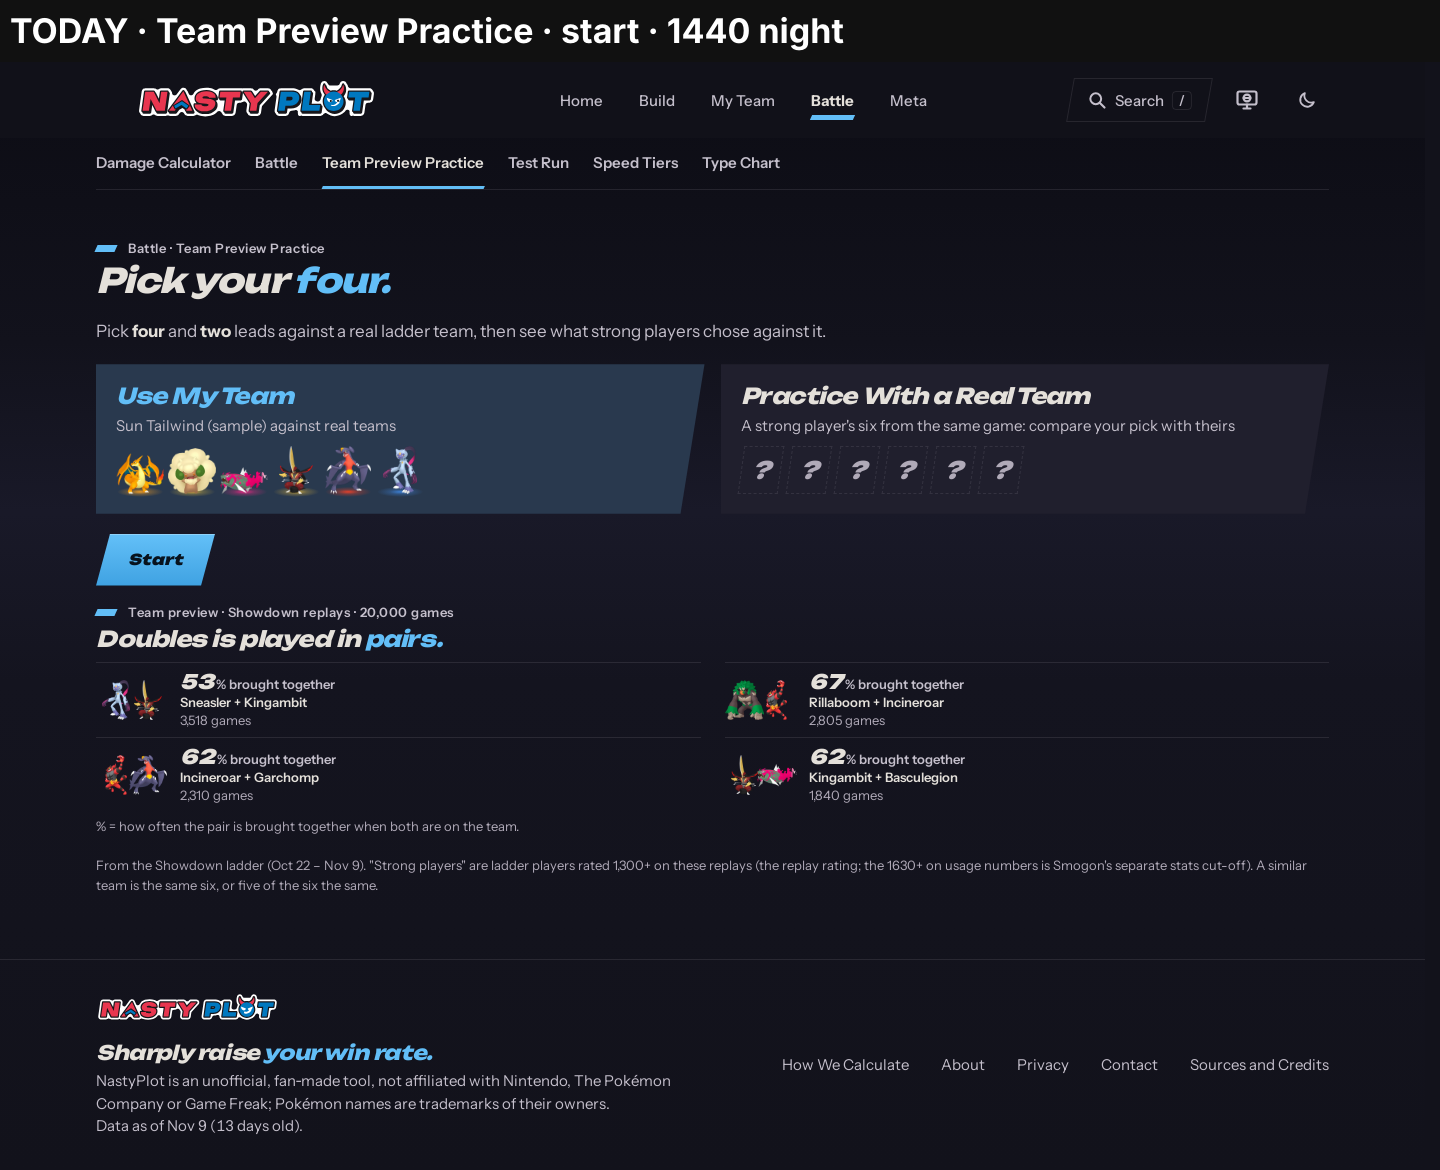 TODAY · Team Preview Practice · start · 1440 night
NASTY PLOT
Home
Build
My Team
Battle
Meta
Search /
Damage Calculator
Battle
Team Preview Practice
Test Run
Speed Tiers
Type Chart
Battle · Team Preview Practice
Pick your four.
Pick four and two leads against a real ladder team, then see what strong players chose against it.
Use My Team
Sun Tailwind (sample) against real teams
Practice With a Real Team
A strong player's six from the same game: compare your pick with theirs
? ? ? ? ? ?
Start
Team preview · Showdown replays · 20,000 games
Doubles is played in pairs.
53% brought together
Sneasler + Kingambit
3,518 games
67% brought together
Rillaboom + Incineroar
2,805 games
62% brought together
Incineroar + Garchomp
2,310 games
62% brought together
Kingambit + Basculegion
1,840 games
% = how often the pair is brought together when both are on the team.
From the Showdown ladder (Oct 22 – Nov 9). "Strong players" are ladder players rated 1,300+ on these replays (the replay rating; the 1630+ on usage numbers is Smogon's separate stats cut-off). A similar
team is the same six, or five of the six the same.
NASTY PLOT
Sharply raise your win rate.
NastyPlot is an unofficial, fan-made tool, not affiliated with Nintendo, The Pokémon
Company or Game Freak; Pokémon names are trademarks of their owners.
Data as of Nov 9 (13 days old).
How We Calculate
About
Privacy
Contact
Sources and Credits